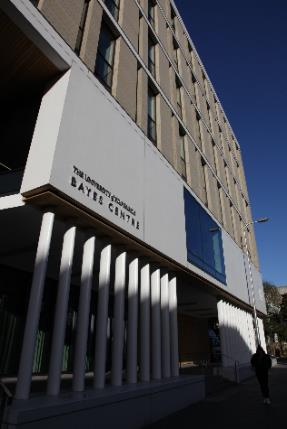 THE UNIVERSITY of EDINBURGH
BAYES CENTRE